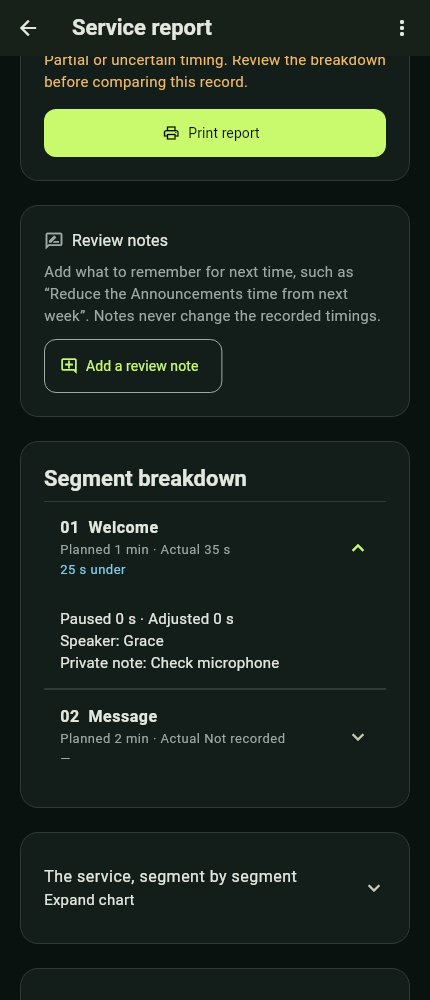 Service report
Partial or uncertain timing. Review the breakdown
before comparing this record.
Print report
Review notes
Add what to remember for next time, such as
“Reduce the Announcements time from next
week”. Notes never change the recorded timings.
Add a review note
Segment breakdown
01 Welcome
Planned 1 min · Actual 35 s
25 s under
Paused 0 s · Adjusted 0 s
Speaker: Grace
Private note: Check microphone
02 Message
Planned 2 min · Actual Not recorded
—
The service, segment by segment
Expand chart